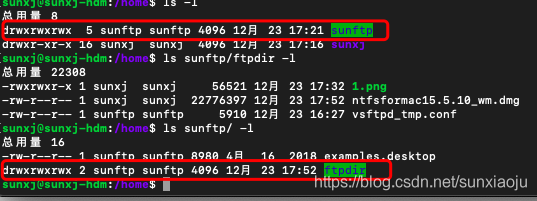 sunxj@sunxj-hdm:/home$ ls -l
总用量 8
drwxrwxrwx 5 sunftp sunftp 4096 12月 23 17:21 sunftp
drwxr-xr-x 16 sunxj sunxj 4096 12月 23 17:16 sunxj
sunxj@sunxj-hdm:/home$ ls sunftp/ftpdir -l
总用量 22308
-rwxrwxrwx 1 sunxj sunxj 56521 12月 23 17:32 1.png
-rw-r--r-- 1 sunxj sunxj 22776397 12月 23 17:52 ntfsformac15.5.10_wm.dmg
-rw-r--r-- 1 sunftp sunftp 5910 12月 23 16:27 vsftpd_tmp.conf
sunxj@sunxj-hdm:/home$ ls sunftp/ -l
总用量 16
-rw-r--r-- 1 sunftp sunftp 8980 4月 16 2018 examples.desktop
drwxrwxrwx 2 sunftp sunftp 4096 12月 23 17:52 ftpdir
sunxj@sunxj-hdm:/home$
https://blog.csdn.net/sunxiaoju